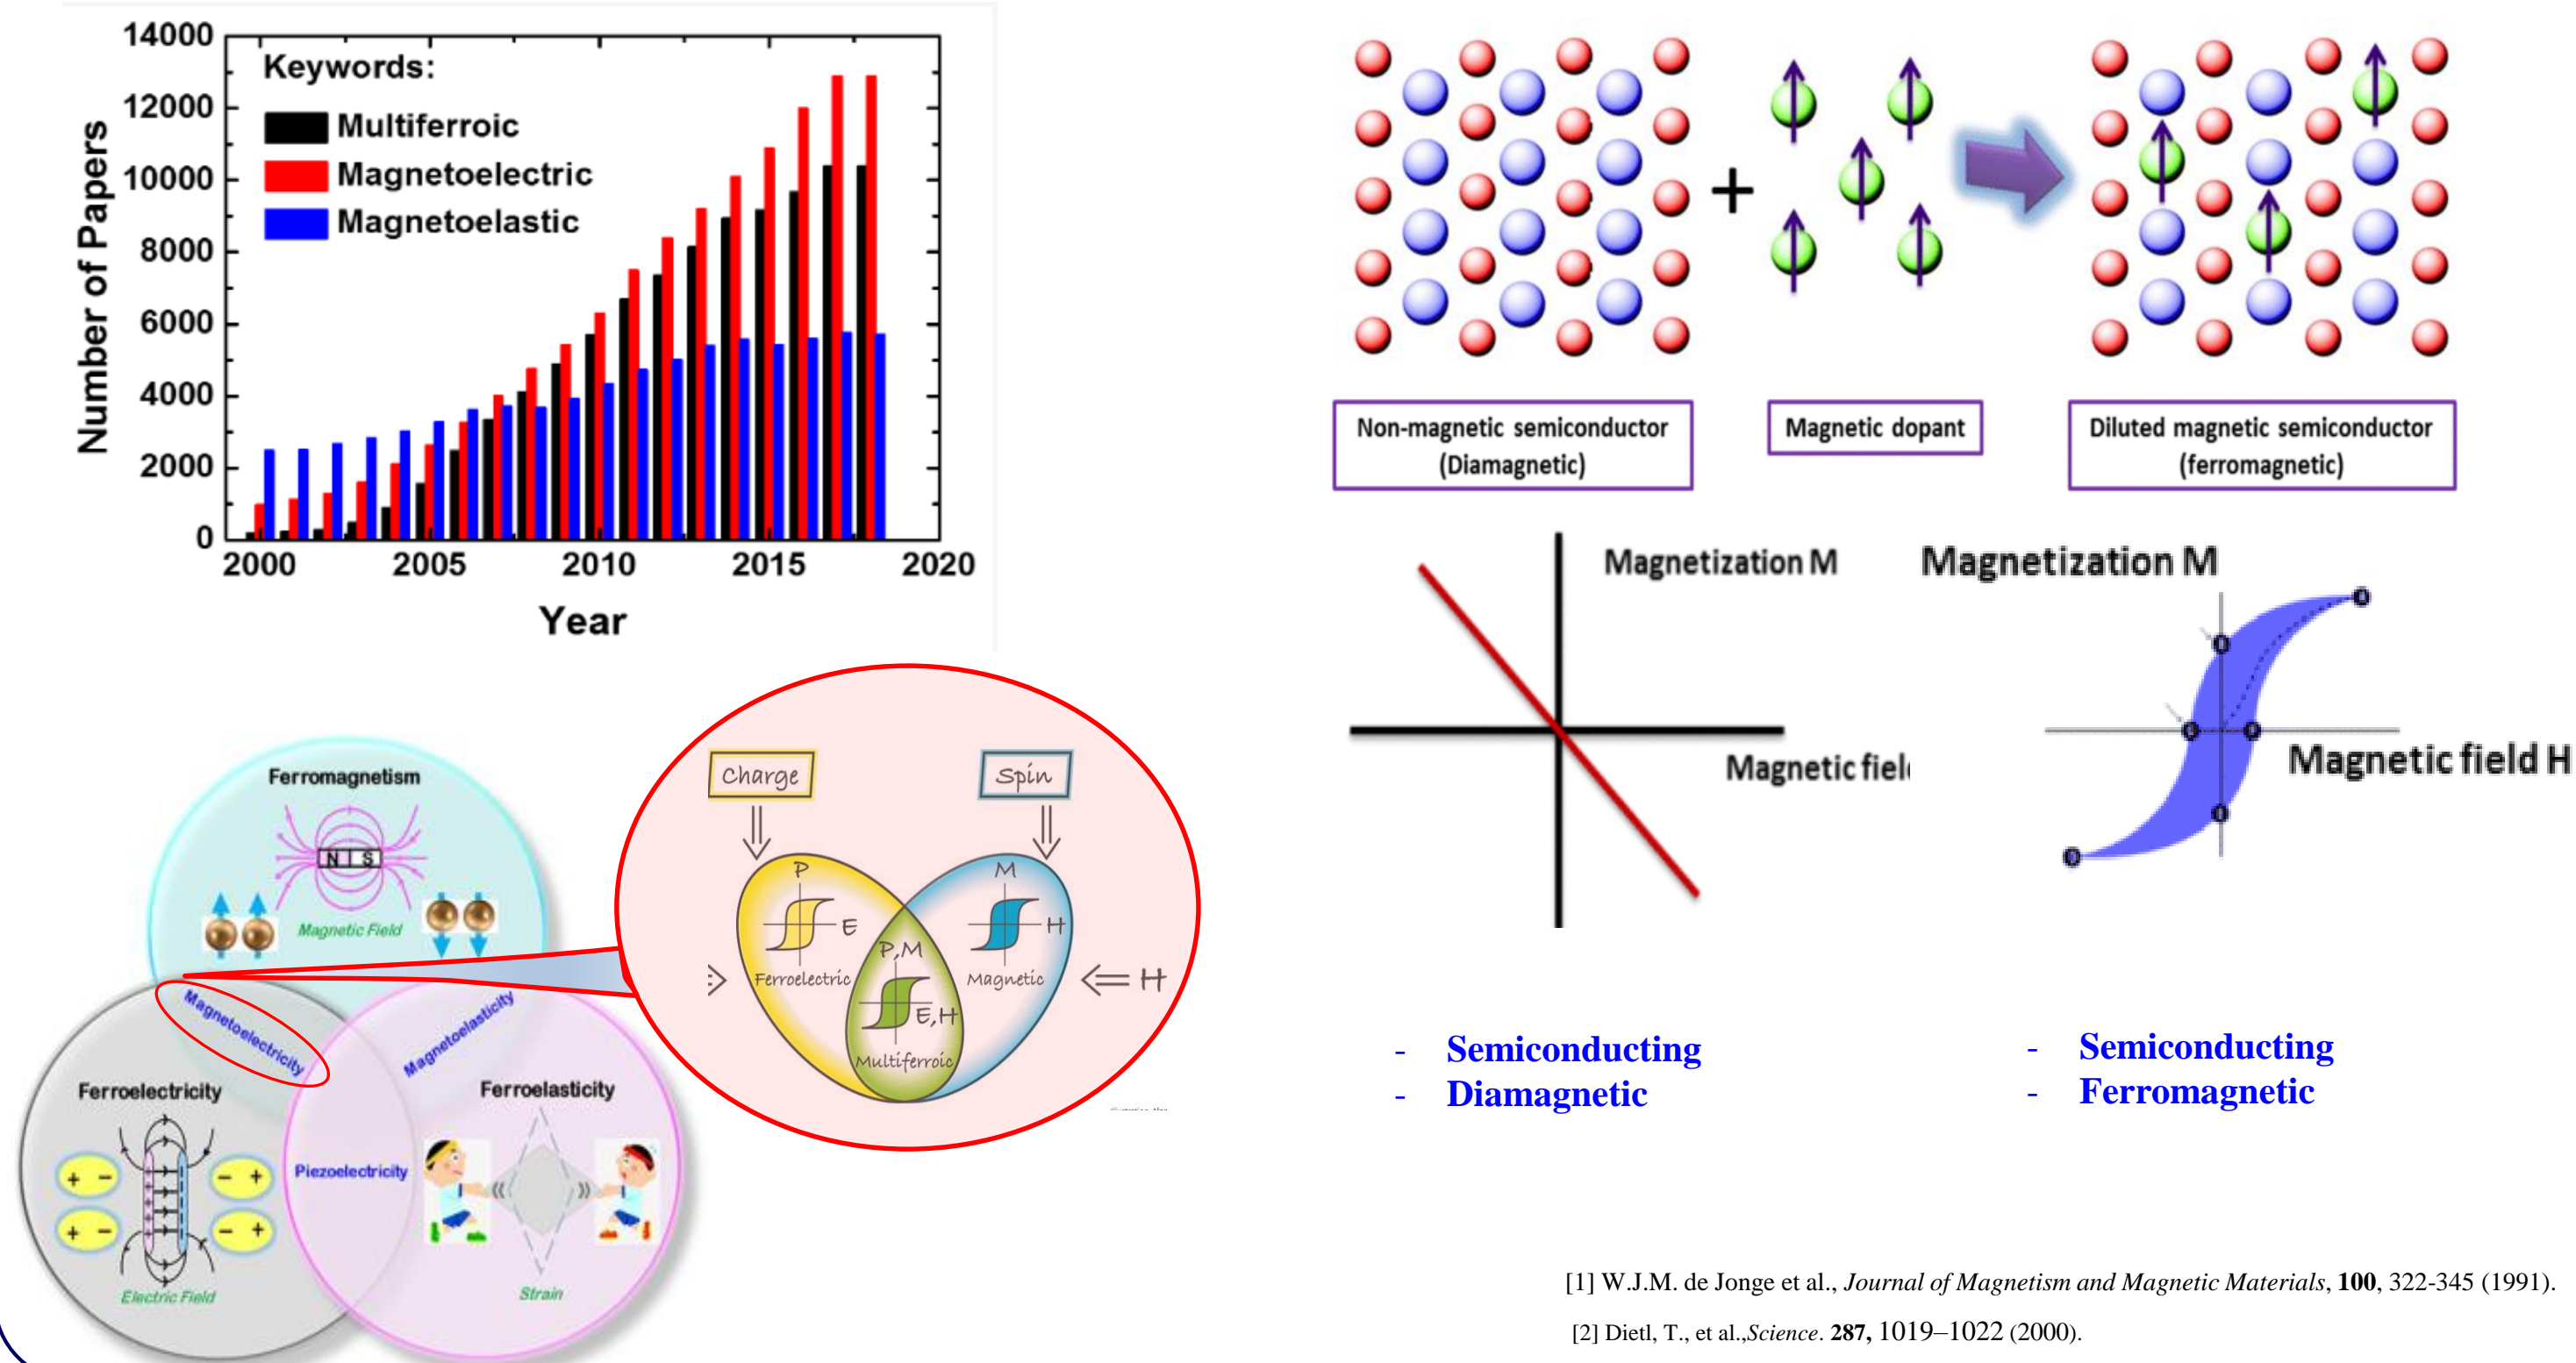 14000
12000
10000
8000
6000
4000
2000
0
Number of Papers
Keywords:
Multiferroic
Magnetoelectric
Magnetoelastic
2000 2005 2010 2015 2020
Year
Non-magnetic semiconductor
(Diamagnetic)
+
Magnetic dopant
Diluted magnetic semiconductor
(ferromagnetic)
Magnetization M
Magnetic fiel
Magnetization M
Magnetic field H
Ferromagnetism
N S
Magnetic Field
Magnetoelectricity
Magnetoelasticity
Ferroelectricity
+ - - +
+ - - +
Electric Field
Piezoelectricity
Ferroelasticity
Strain
Charge
Spin
P
E
Ferroelectric
M
H
Magnetic
P,M
E,H
Multiferroic
H
- Semiconducting
- Diamagnetic
- Semiconducting
- Ferromagnetic
[1] W.J.M. de Jonge et al., Journal of Magnetism and Magnetic Materials, 100, 322-345 (1991).
[2] Dietl, T., et al.,Science. 287, 1019–1022 (2000).